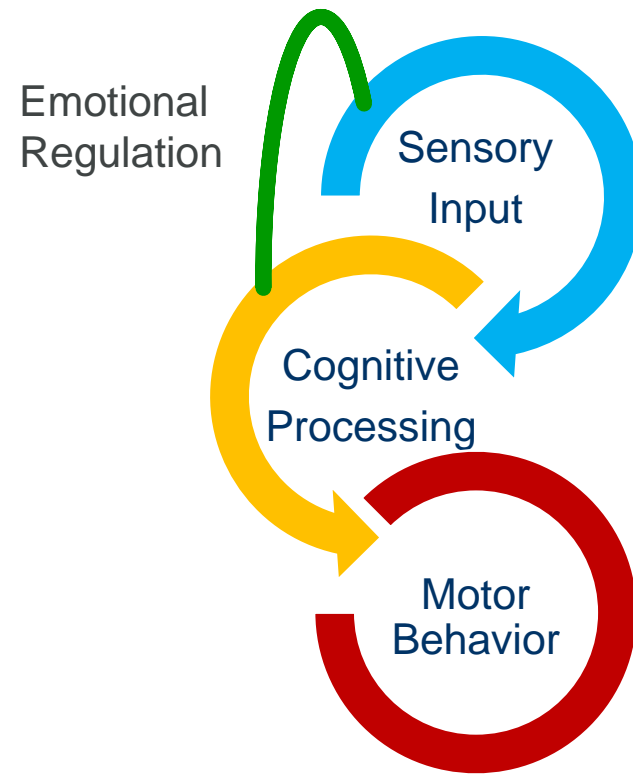 Emotional
Regulation
Sensory
Input
Cognitive
Processing
Motor
Behavior